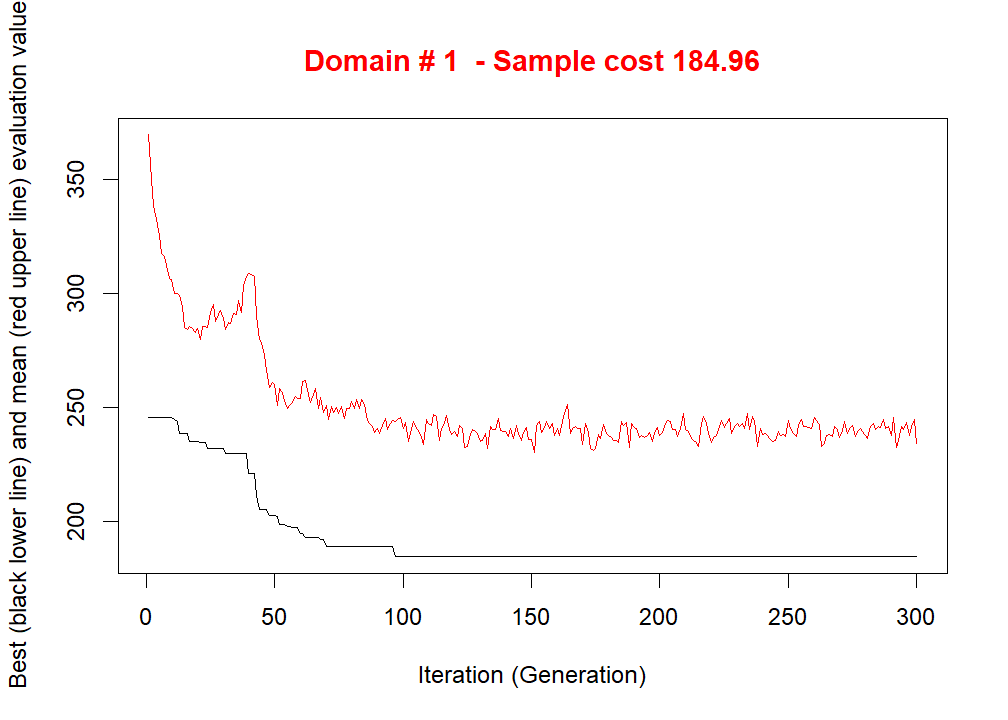 Domain # 1  - Sample cost 184.96
Best (black lower line) and mean (red upper line) evaluation value
350
300
250
200
0 50 100 150 200 250 300
Iteration (Generation)